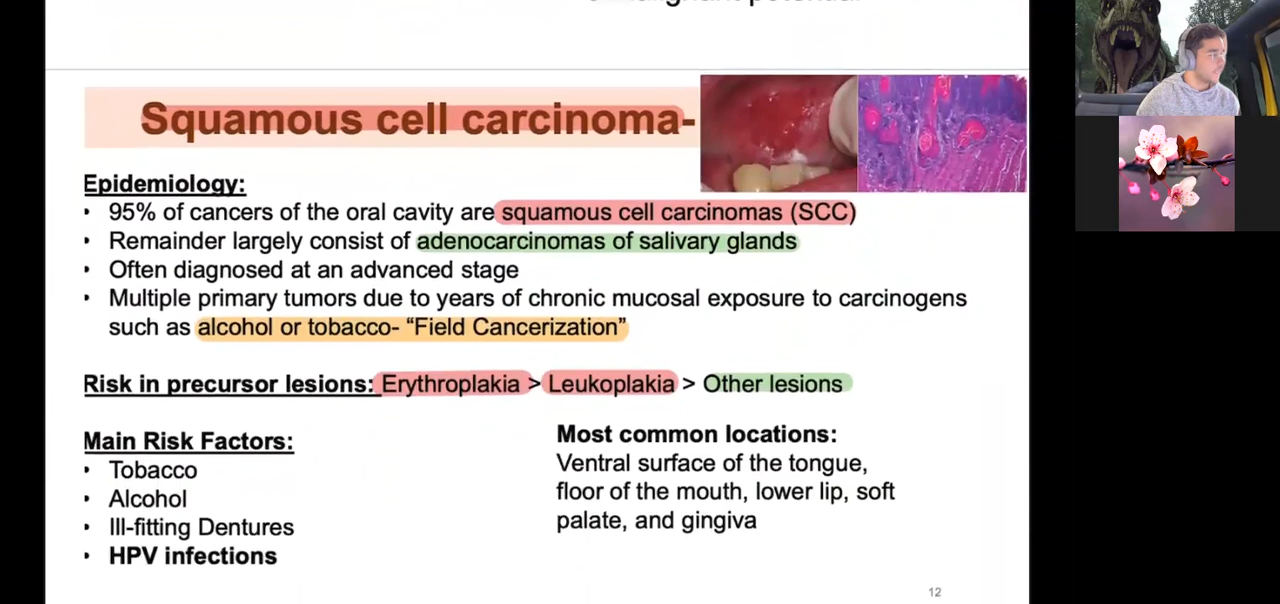 Squamous cell carcinoma-
Epidemiology:
• 95% of cancers of the oral cavity are squamous cell carcinomas (SCC)
• Remainder largely consist of adenocarcinomas of salivary glands
• Often diagnosed at an advanced stage
• Multiple primary tumors due to years of chronic mucosal exposure to carcinogens
such as alcohol or tobacco- “Field Cancerization”
Risk in precursor lesions: Erythroplakia > Leukoplakia > Other lesions
Main Risk Factors:
• Tobacco
• Alcohol
• Ill-fitting Dentures
• HPV infections
Most common locations:
Ventral surface of the tongue,
floor of the mouth, lower lip, soft
palate, and gingiva
12